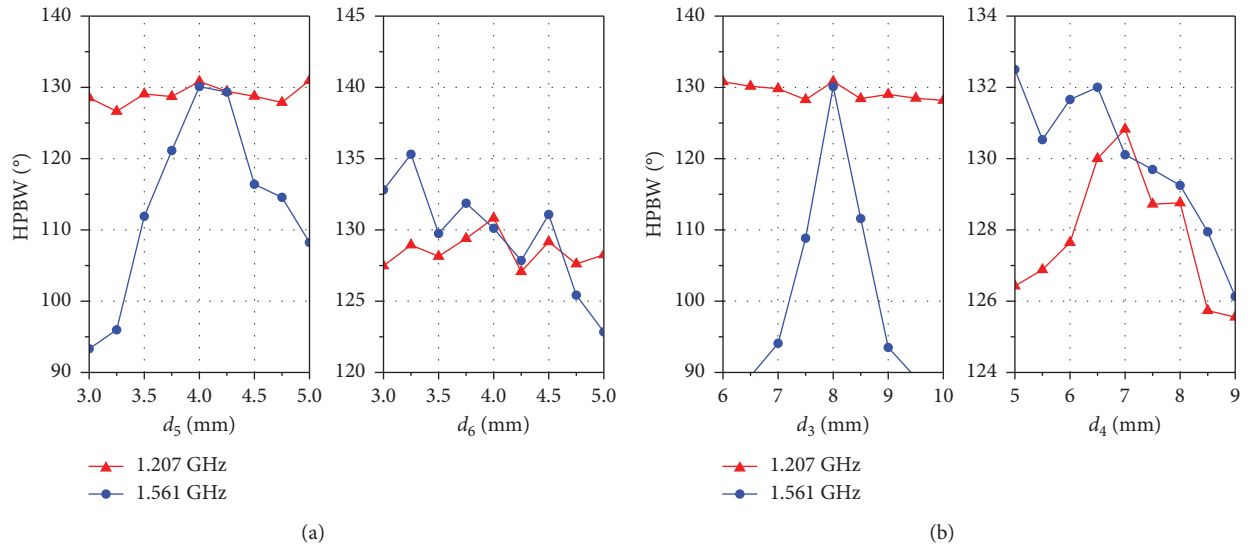 HPBW (°)
140
130
120
110
100
90
3.0 3.5 4.0 4.5 5.0
d5 (mm)
145
140
135
130
125
120
3.0 3.5 4.0 4.5 5.0
d6 (mm)
1.207 GHz
1.561 GHz
(a)
HPBW (°)
140
130
120
110
100
90
6 7 8 9 10
d3 (mm)
134
132
130
128
126
124
5 6 7 8 9
d4 (mm)
1.207 GHz
1.561 GHz
(b)